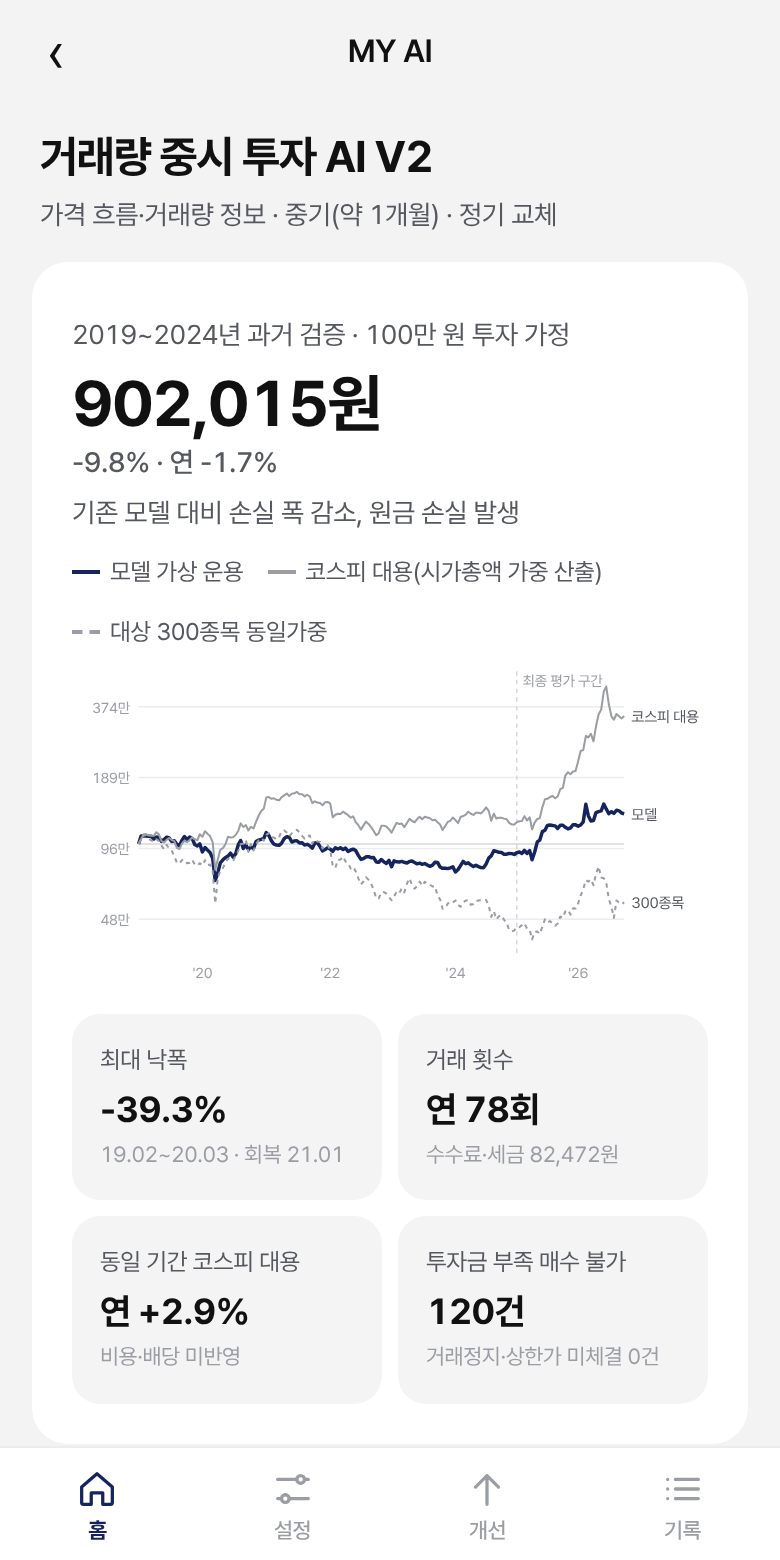 MY AI
거래량 중시 투자 AI V2
가격 흐름·거래량 정보 · 중기(약 1개월) · 정기 교체
2019~2024년 과거 검증 · 100만 원 투자 가정
902,015원
-9.8% · 연 -1.7%
기존 모델 대비 손실 폭 감소, 원금 손실 발생
모델 가상 운용 코스피 대용(시가총액 가중 산출)
대상 300종목 동일가중
최종 평가 구간
374만
코스피 대용
189만
모델
96만
300종목
48만
'20 '22 '24 '26
최대 낙폭
-39.3%
19.02~20.03 · 회복 21.01
거래 횟수
연 78회
수수료·세금 82,472원
동일 기간 코스피 대용
연 +2.9%
비용·배당 미반영
투자금 부족 매수 불가
120건
거래정지·상한가 미체결 0건
홈 설정 개선 기록